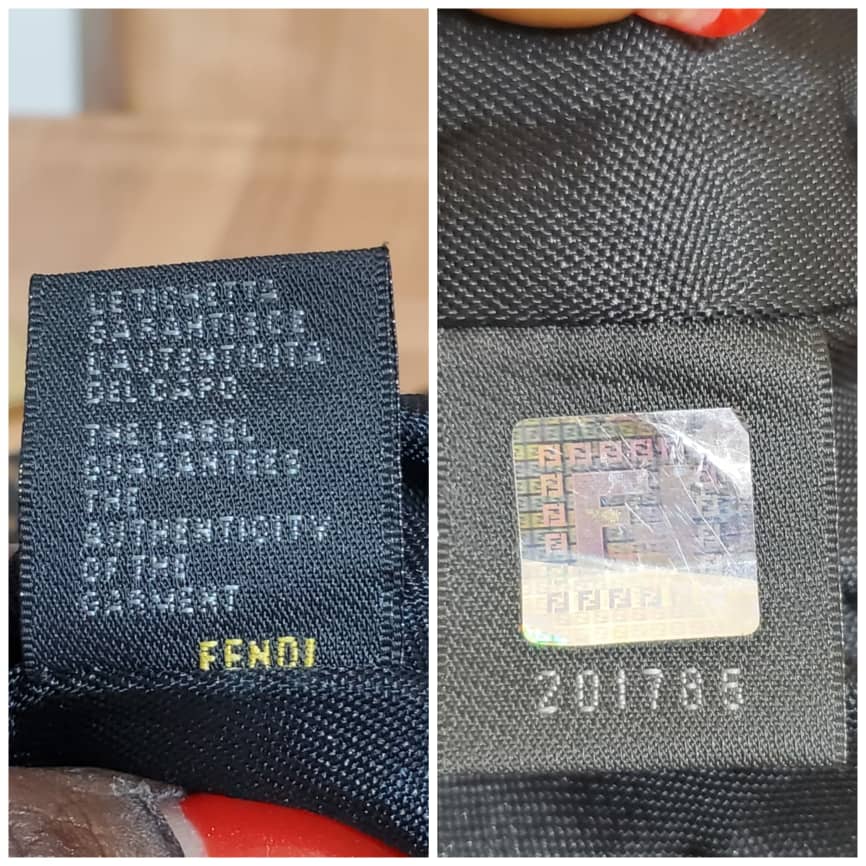 L'ETICHETTA
GARANTISCE
L'AUTENTICITA
DEL CAPO.
THE LABEL
GUARANTEES
THE
AUTHENTICITY
OF THE
GARMENT
FENDI
201786